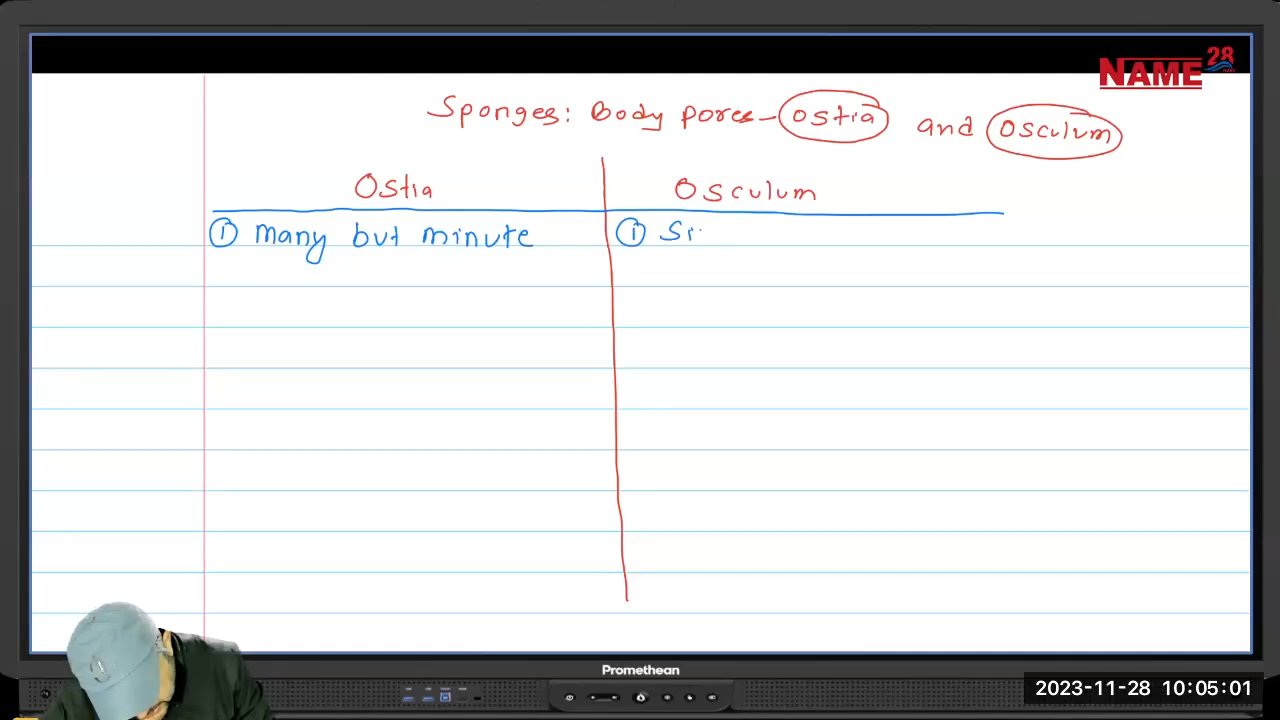 NAME 28
Sponges: Body pores - Ostia and Osculum
Ostia Osculum
① Many but minute ① Si
Promethean
2023-11-28 10:05:01